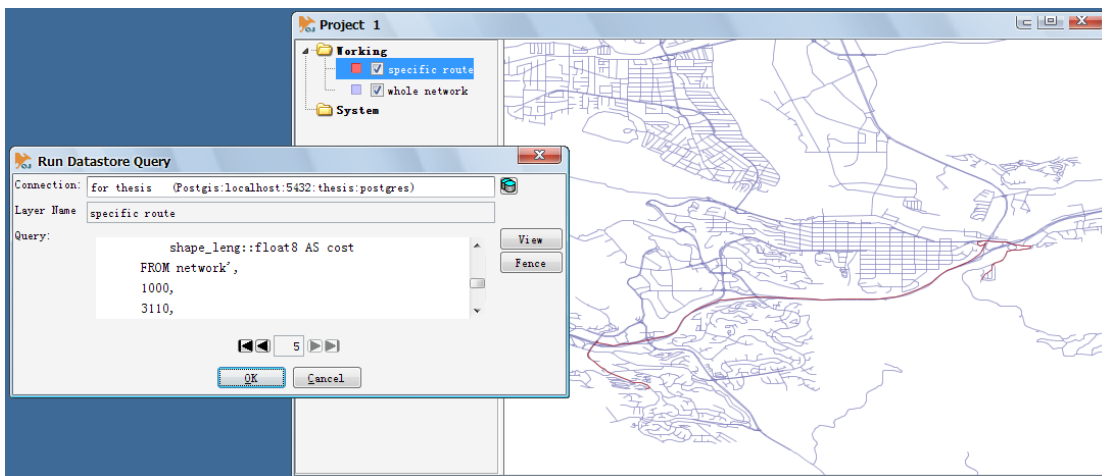 Project 1
Working
specific route
whole network
System
Run Datastore Query
Connection:
for thesis (Postgis:localhost:5432:thesis:postgres)
Layer Name
specific route
Query:
shape_leng::float8 AS cost
FROM network',
1000,
3110,
View
Fence
5
OK
Cancel